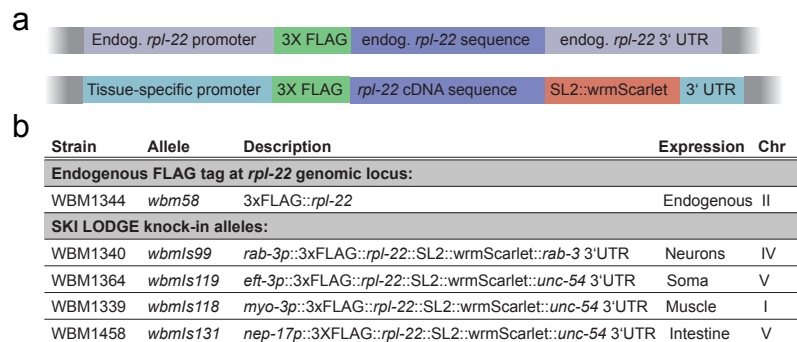 a
Endog. rpl-22 promoter 3X FLAG endog. rpl-22 sequence endog. rpl-22 3‘ UTR
Tissue-specific promoter 3X FLAG rpl-22 cDNA sequence SL2::wrmScarlet 3‘ UTR
b
Strain Allele Description Expression Chr
Endogenous FLAG tag at rpl-22 genomic locus:
WBM1344 wbm58 3xFLAG::rpl-22 Endogenous II
SKI LODGE knock-in alleles:
WBM1340 wbmIs99 rab-3p::3xFLAG::rpl-22::SL2::wrmScarlet::rab-3 3‘UTR Neurons IV
WBM1364 wbmIs119 eft-3p::3xFLAG::rpl-22::SL2::wrmScarlet::unc-54 3‘UTR Soma V
WBM1339 wbmIs118 myo-3p::3xFLAG::rpl-22::SL2::wrmScarlet::unc-54 3‘UTR Muscle I
WBM1458 wbmIs131 nep-17p::3XFLAG::rpl-22::SL2::wrmScarlet::unc-54 3‘UTR Intestine V